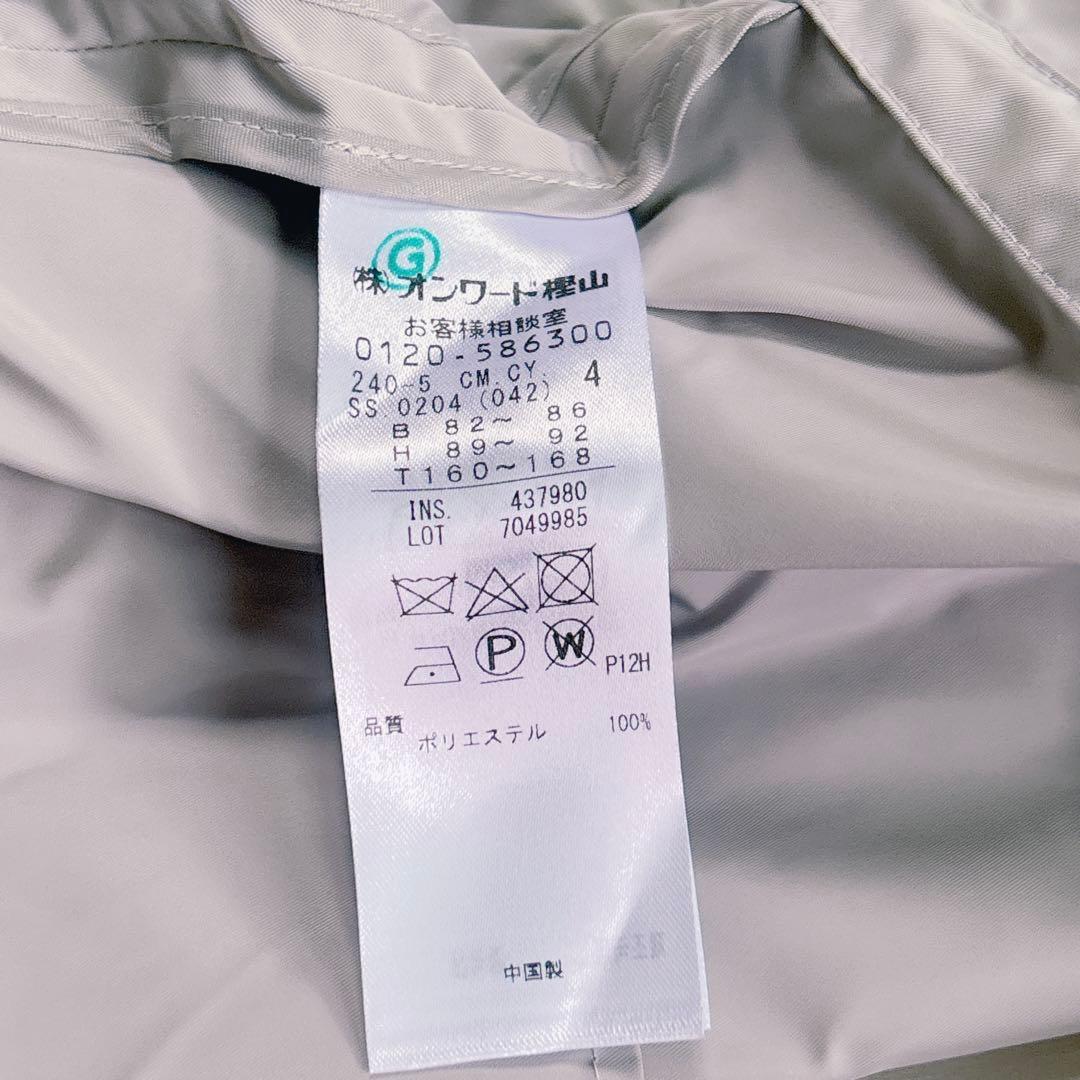 G
(株)オンワード樫山
お客様相談室
0120-586300
240-5 CM.CY. 4
SS 0204 (042)
B 82~ 86
H 89~ 92
T160~168
INS. 437980
LOT 7049985
P W P12H
品質 ポリエステル 100%
中国製